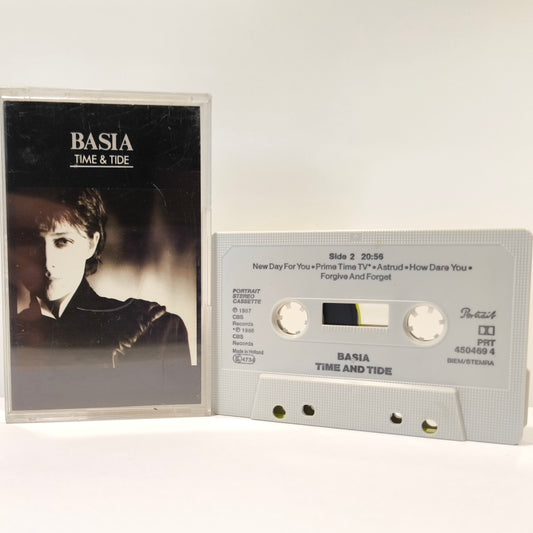 BASIA
TIME & TIDE
Side 2 20:56
New Day For You • Prime Time TV* • Astrud • How Dare You •
Forgive And Forget
PORTRAIT
STEREO
CASSETTE
℗ 1987
CBS
Records
*℗ 1986
CBS
Records
Made in Holland
Portrait
PRT
450469 4
BIEM/STEMRA
BASIA
TIME AND TIDE